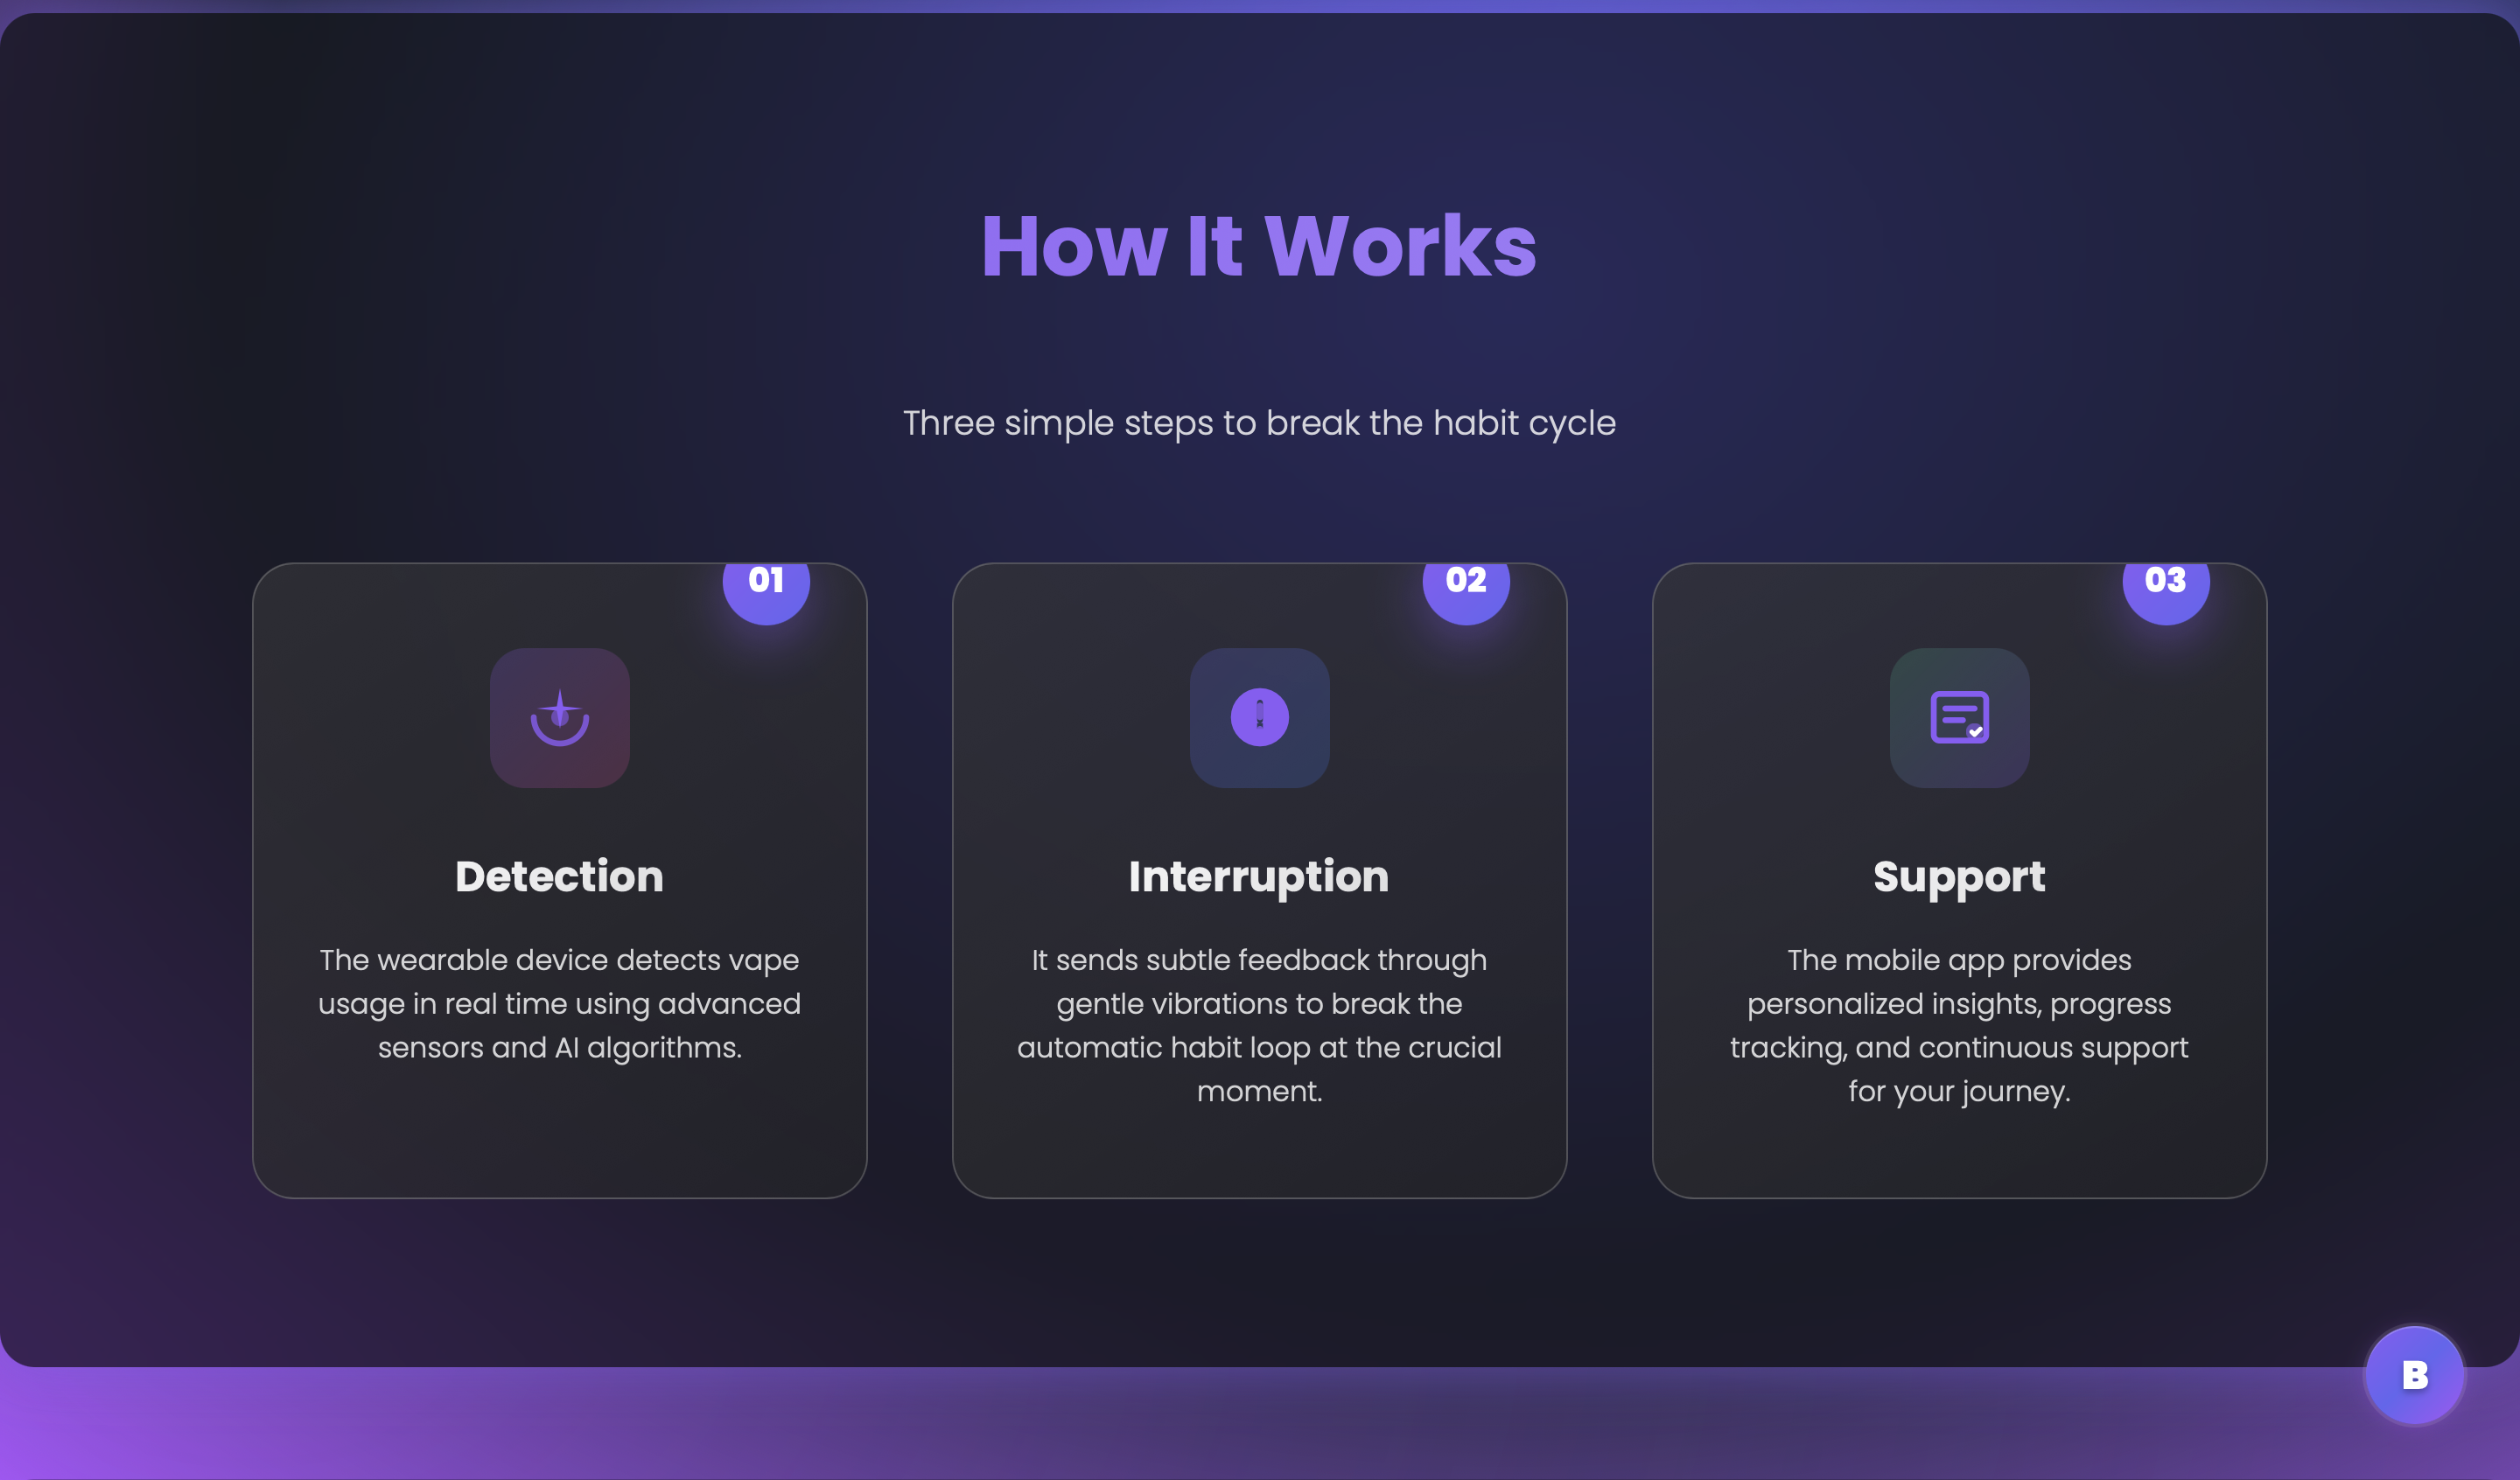 How It Works
Three simple steps to break the habit cycle
01
Detection
The wearable device detects vape
usage in real time using advanced
sensors and AI algorithms.
02
Interruption
It sends subtle feedback through
gentle vibrations to break the
automatic habit loop at the crucial
moment.
03
Support
The mobile app provides
personalized insights, progress
tracking, and continuous support
for your journey.
B